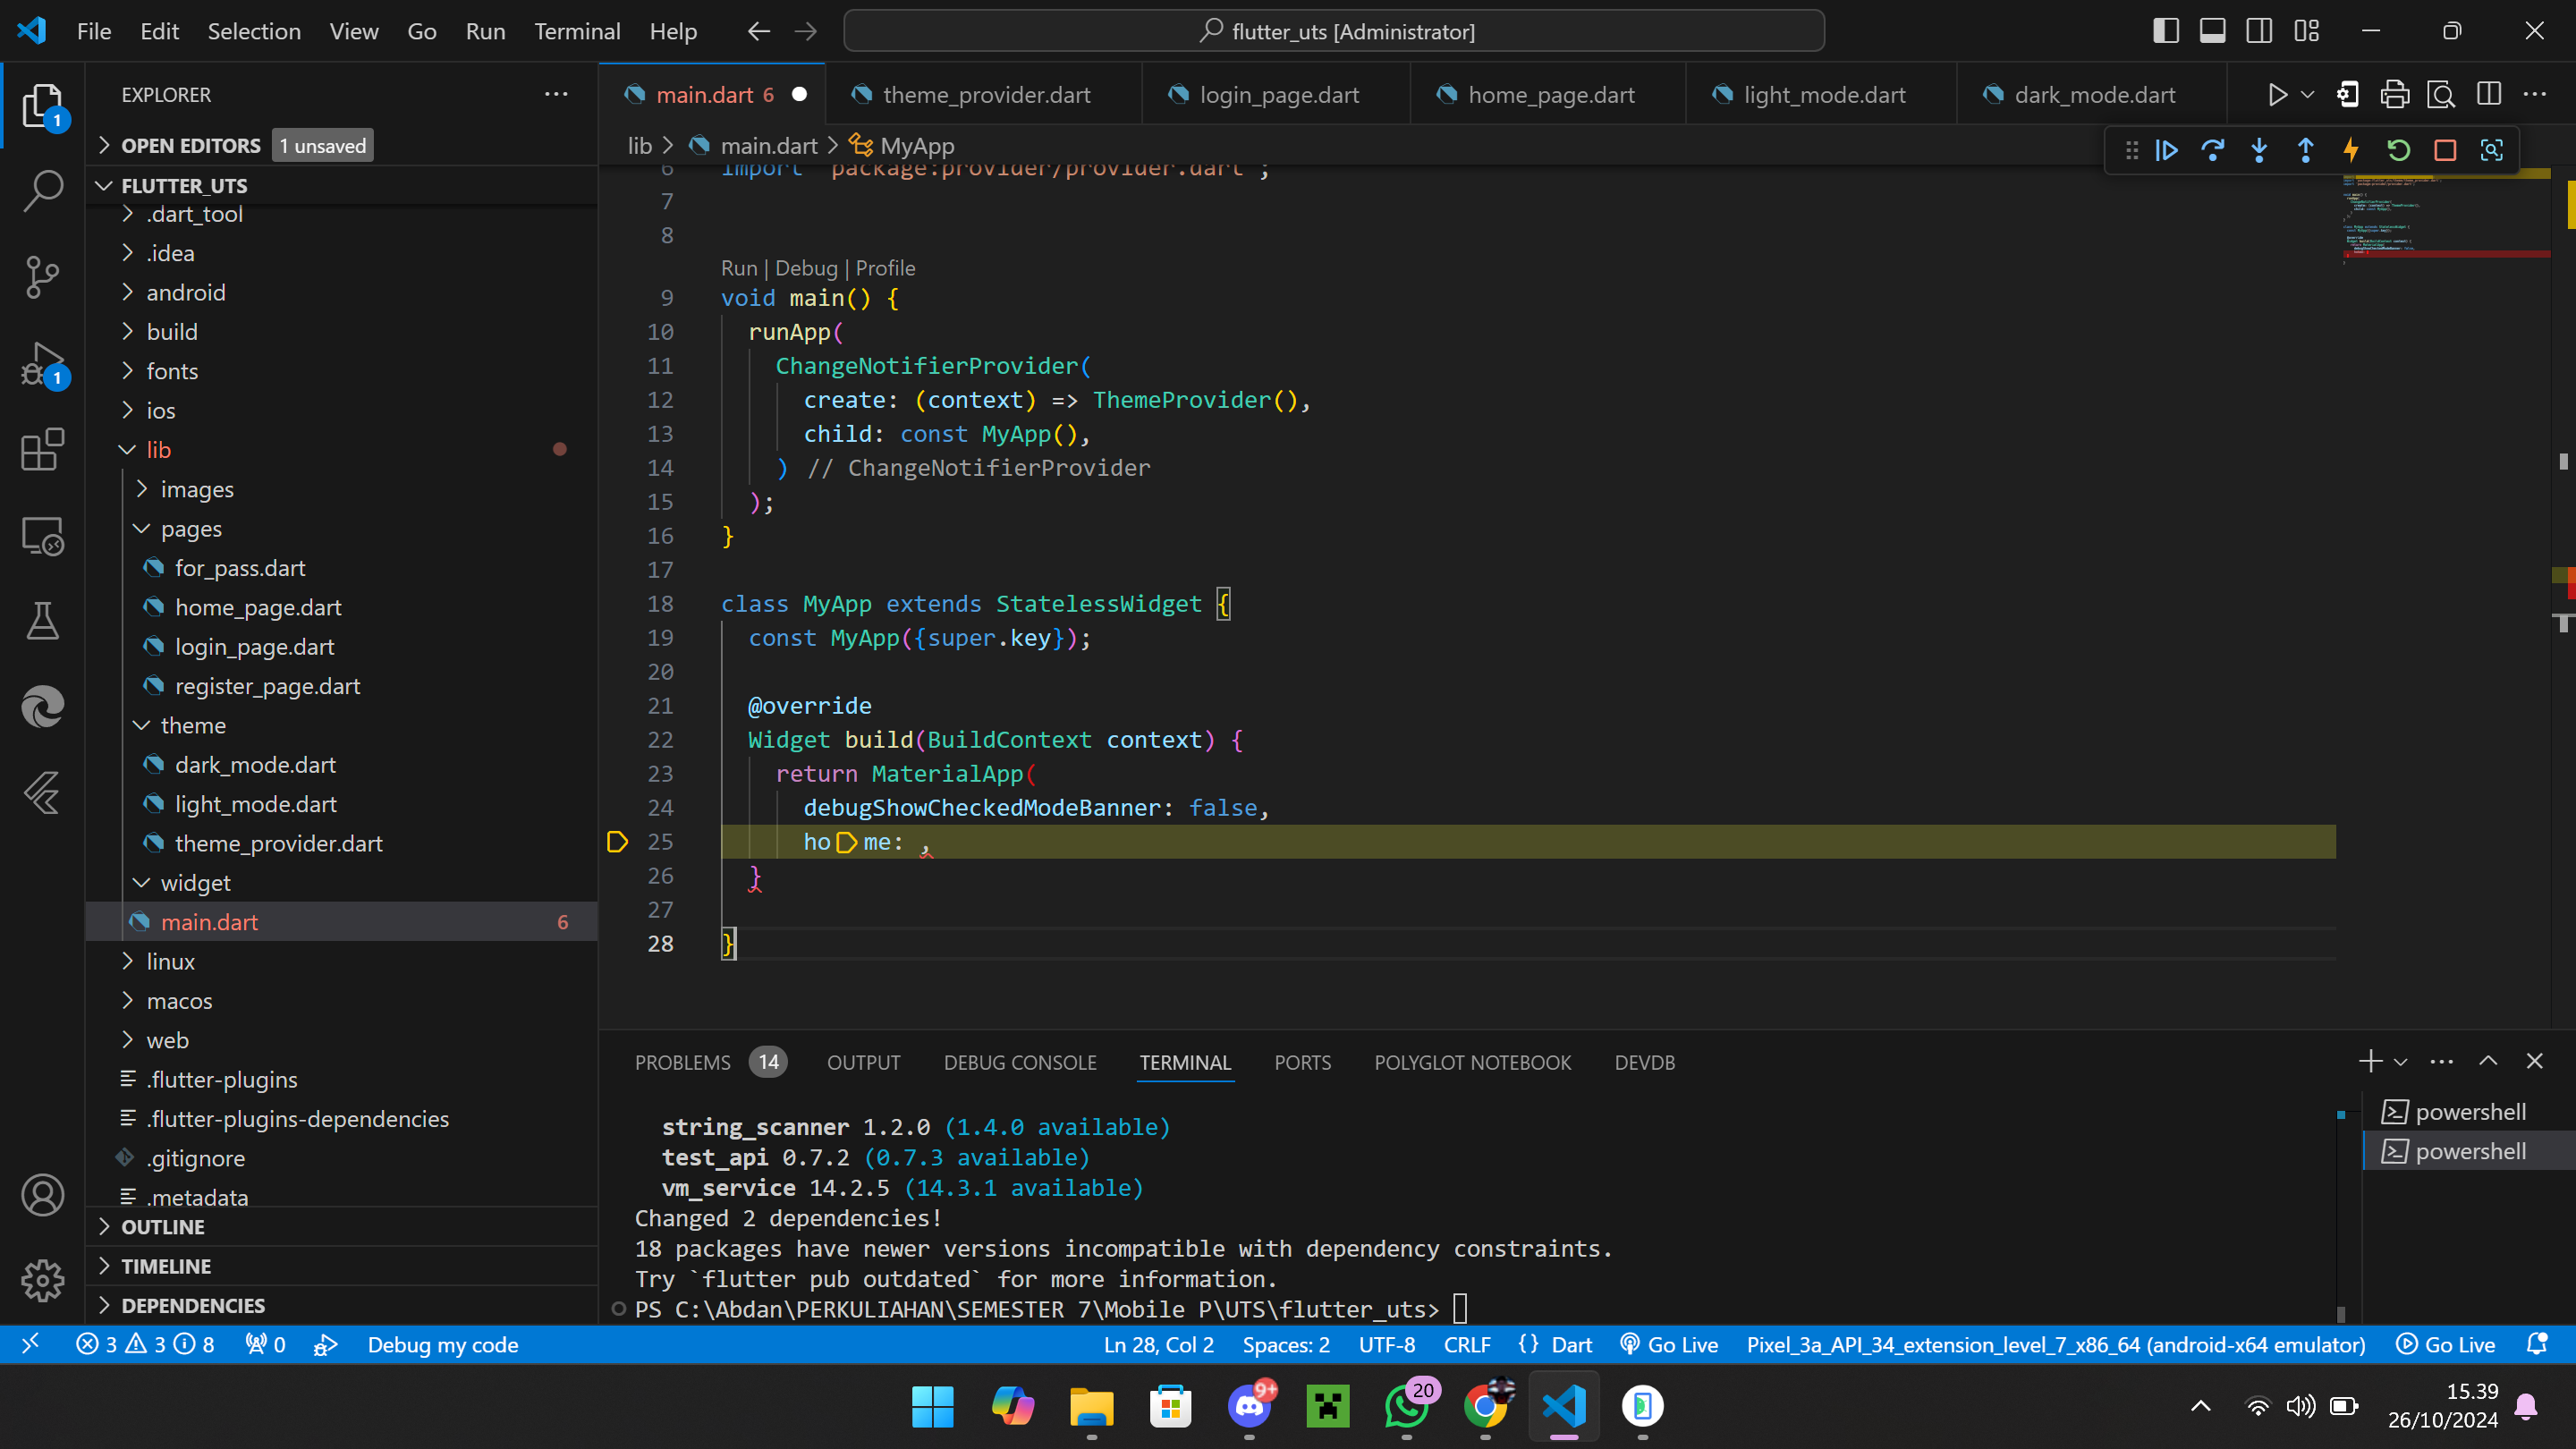 File Edit Selection View Go Run Terminal Help
flutter_uts [Administrator]
EXPLORER
OPEN EDITORS 1 unsaved
FLUTTER_UTS
.dart_tool
.idea
android
build
fonts
ios
lib
images
pages
for_pass.dart
home_page.dart
login_page.dart
register_page.dart
theme
dark_mode.dart
light_mode.dart
theme_provider.dart
widget
main.dart 6
linux
macos
web
.flutter-plugins
.flutter-plugins-dependencies
.gitignore
.metadata
OUTLINE
TIMELINE
DEPENDENCIES
1
1
main.dart 6 theme_provider.dart login_page.dart home_page.dart light_mode.dart dark_mode.dart
lib > main.dart > MyApp
6 import 'package:provider/provider.dart';
7
8
Run | Debug | Profile
9 void main() {
10 runApp(
11 ChangeNotifierProvider(
12 create: (context) => ThemeProvider(),
13 child: const MyApp(),
14 ) // ChangeNotifierProvider
15 );
16 }
17
18 class MyApp extends StatelessWidget {
19 const MyApp({super.key});
20
21 @override
22 Widget build(BuildContext context) {
23 return MaterialApp(
24 debugShowCheckedModeBanner: false,
25 home: ,
26 }
27
28 }
PROBLEMS 14 OUTPUT DEBUG CONSOLE TERMINAL PORTS POLYGLOT NOTEBOOK DEVDB
string_scanner 1.2.0 (1.4.0 available)
test_api 0.7.2 (0.7.3 available)
vm_service 14.2.5 (14.3.1 available)
Changed 2 dependencies!
18 packages have newer versions incompatible with dependency constraints.
Try `flutter pub outdated` for more information.
PS C:\Abdan\PERKULIAHAN\SEMESTER 7\Mobile P\UTS\flutter_uts>
powershell
powershell
3 3 8 0 Debug my code Ln 28, Col 2 Spaces: 2 UTF-8 CRLF {} Dart Go Live Pixel_3a_API_34_extension_level_7_x86_64 (android-x64 emulator) Go Live
9+
20
15.39
26/10/2024